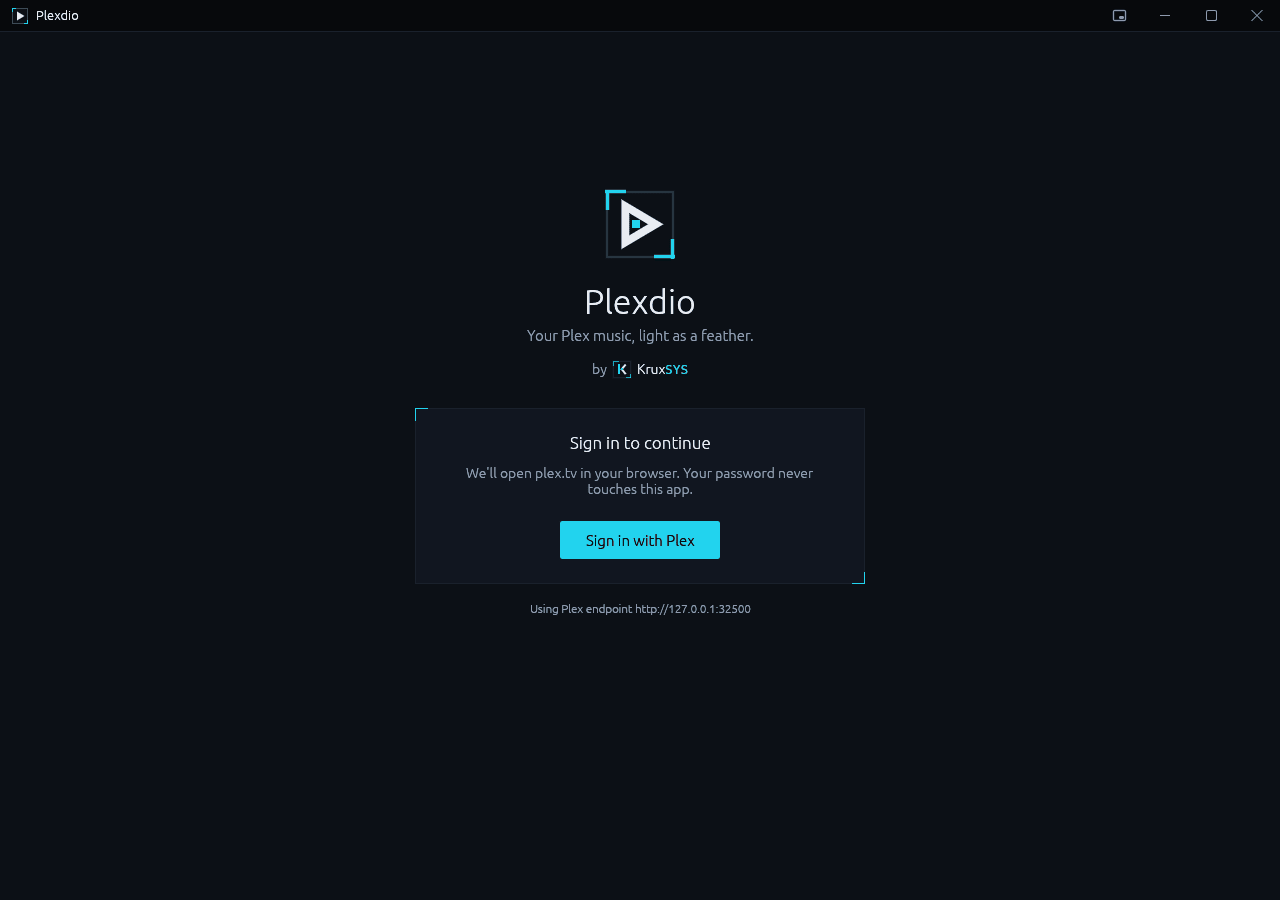 Plexdio
Plexdio
Your Plex music, light as a feather.
by K KruxSYS
Sign in to continue
We'll open plex.tv in your browser. Your password never
touches this app.
Sign in with Plex
Using Plex endpoint http://127.0.0.1:32500